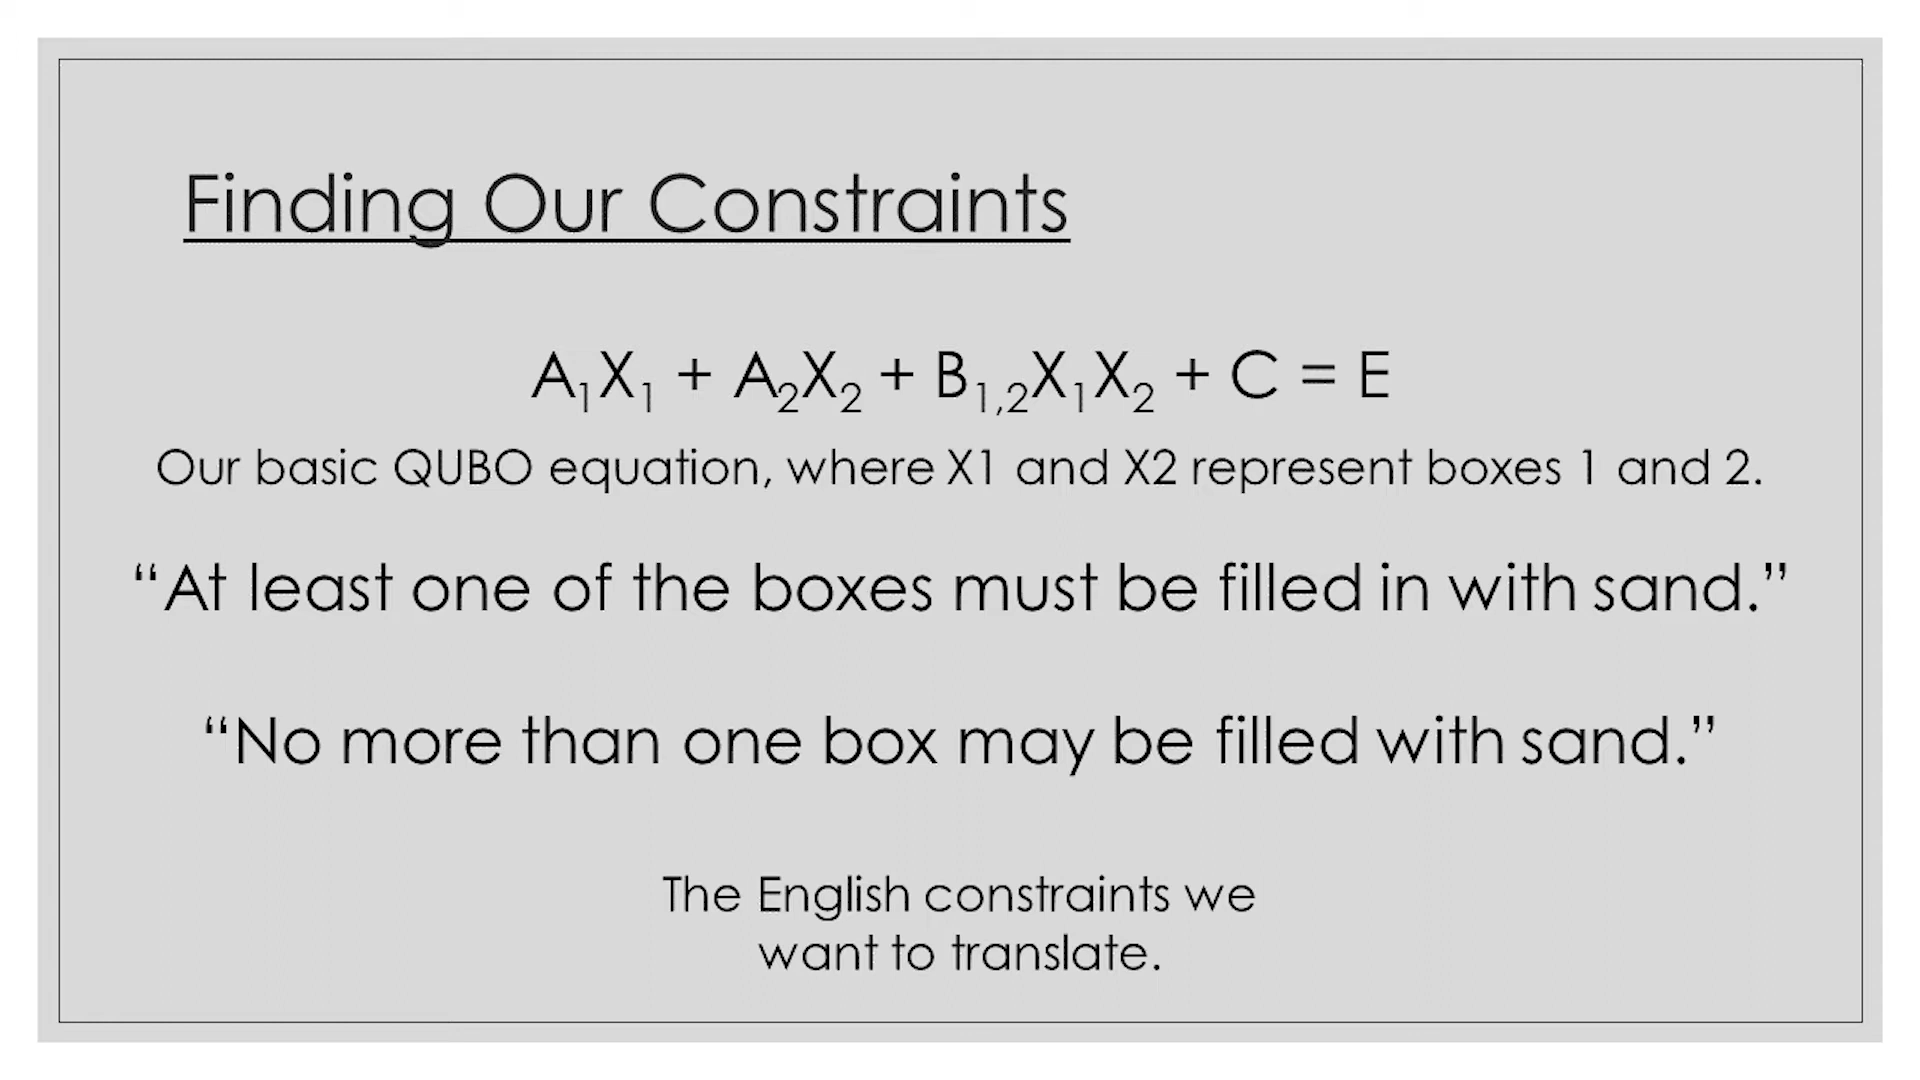 Finding Our Constraints
A₁X₁ + A₂X₂ + B₁,₂X₁X₂ + C = E
Our basic QUBO equation, where X1 and X2 represent boxes 1 and 2.
“At least one of the boxes must be filled in with sand.”
“No more than one box may be filled with sand.”
The English constraints we
want to translate.